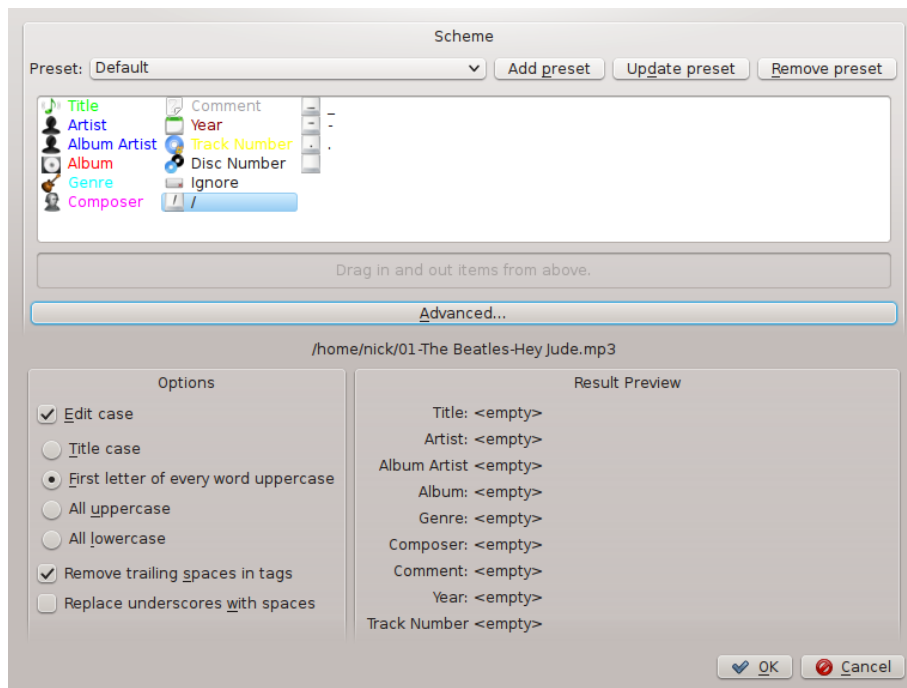 Scheme
Preset: Default Add preset Update preset Remove preset
Title Comment _ _
Artist Year - -
Album Artist Track Number . .
Album Disc Number
Genre Ignore
Composer / /
Drag in and out items from above.
Advanced...
/home/nick/01-The Beatles-Hey Jude.mp3
Options
Edit case
Title case
First letter of every word uppercase
All uppercase
All lowercase
Remove trailing spaces in tags
Replace underscores with spaces
Result Preview
Title: <empty>
Artist: <empty>
Album Artist <empty>
Album: <empty>
Genre: <empty>
Composer: <empty>
Comment: <empty>
Year: <empty>
Track Number <empty>
OK Cancel